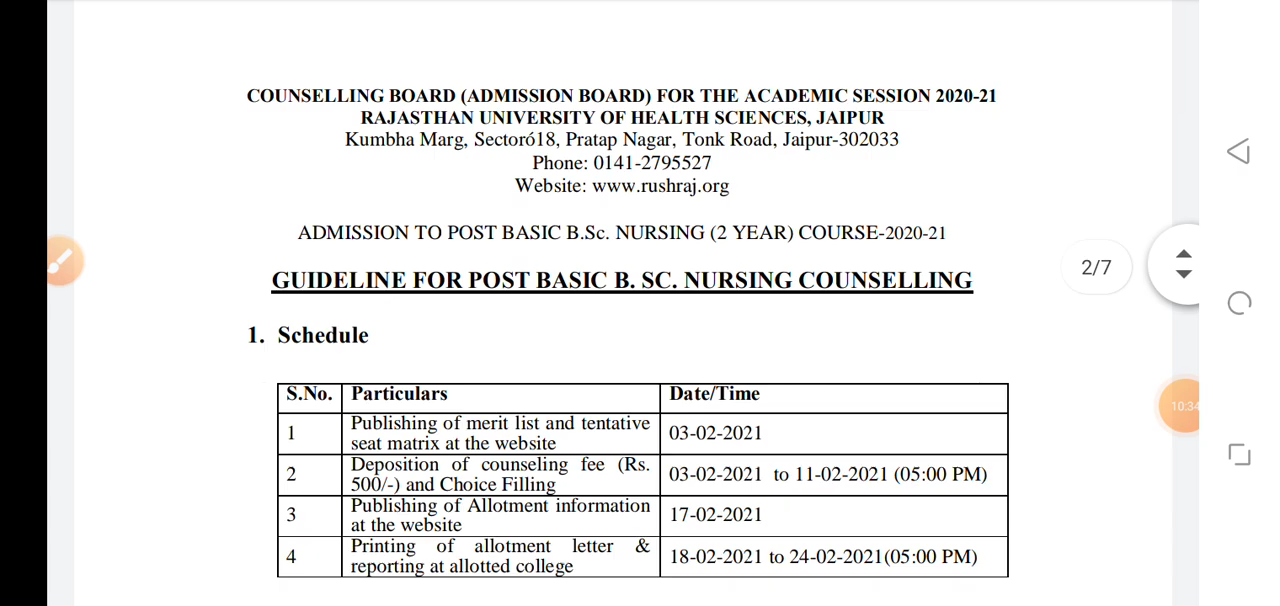 COUNSELLING BOARD (ADMISSION BOARD) FOR THE ACADEMIC SESSION 2020-21
RAJASTHAN UNIVERSITY OF HEALTH SCIENCES, JAIPUR
Kumbha Marg, Sectoró18, Pratap Nagar, Tonk Road, Jaipur-302033
Phone: 0141-2795527
Website: www.rushraj.org
ADMISSION TO POST BASIC B.Sc. NURSING (2 YEAR) COURSE-2020-21
2/7
GUIDELINE FOR POST BASIC B. SC. NURSING COUNSELLING
1. Schedule
S.No. Particulars Date/Time
1 Publishing of merit list and tentative
seat matrix at the website 03-02-2021
2 Deposition of counseling fee (Rs.
500/-) and Choice Filling 03-02-2021 to 11-02-2021 (05:00 PM)
3 Publishing of Allotment information
at the website 17-02-2021
4 Printing of allotment letter &
reporting at allotted college 18-02-2021 to 24-02-2021(05:00 PM)
10:34